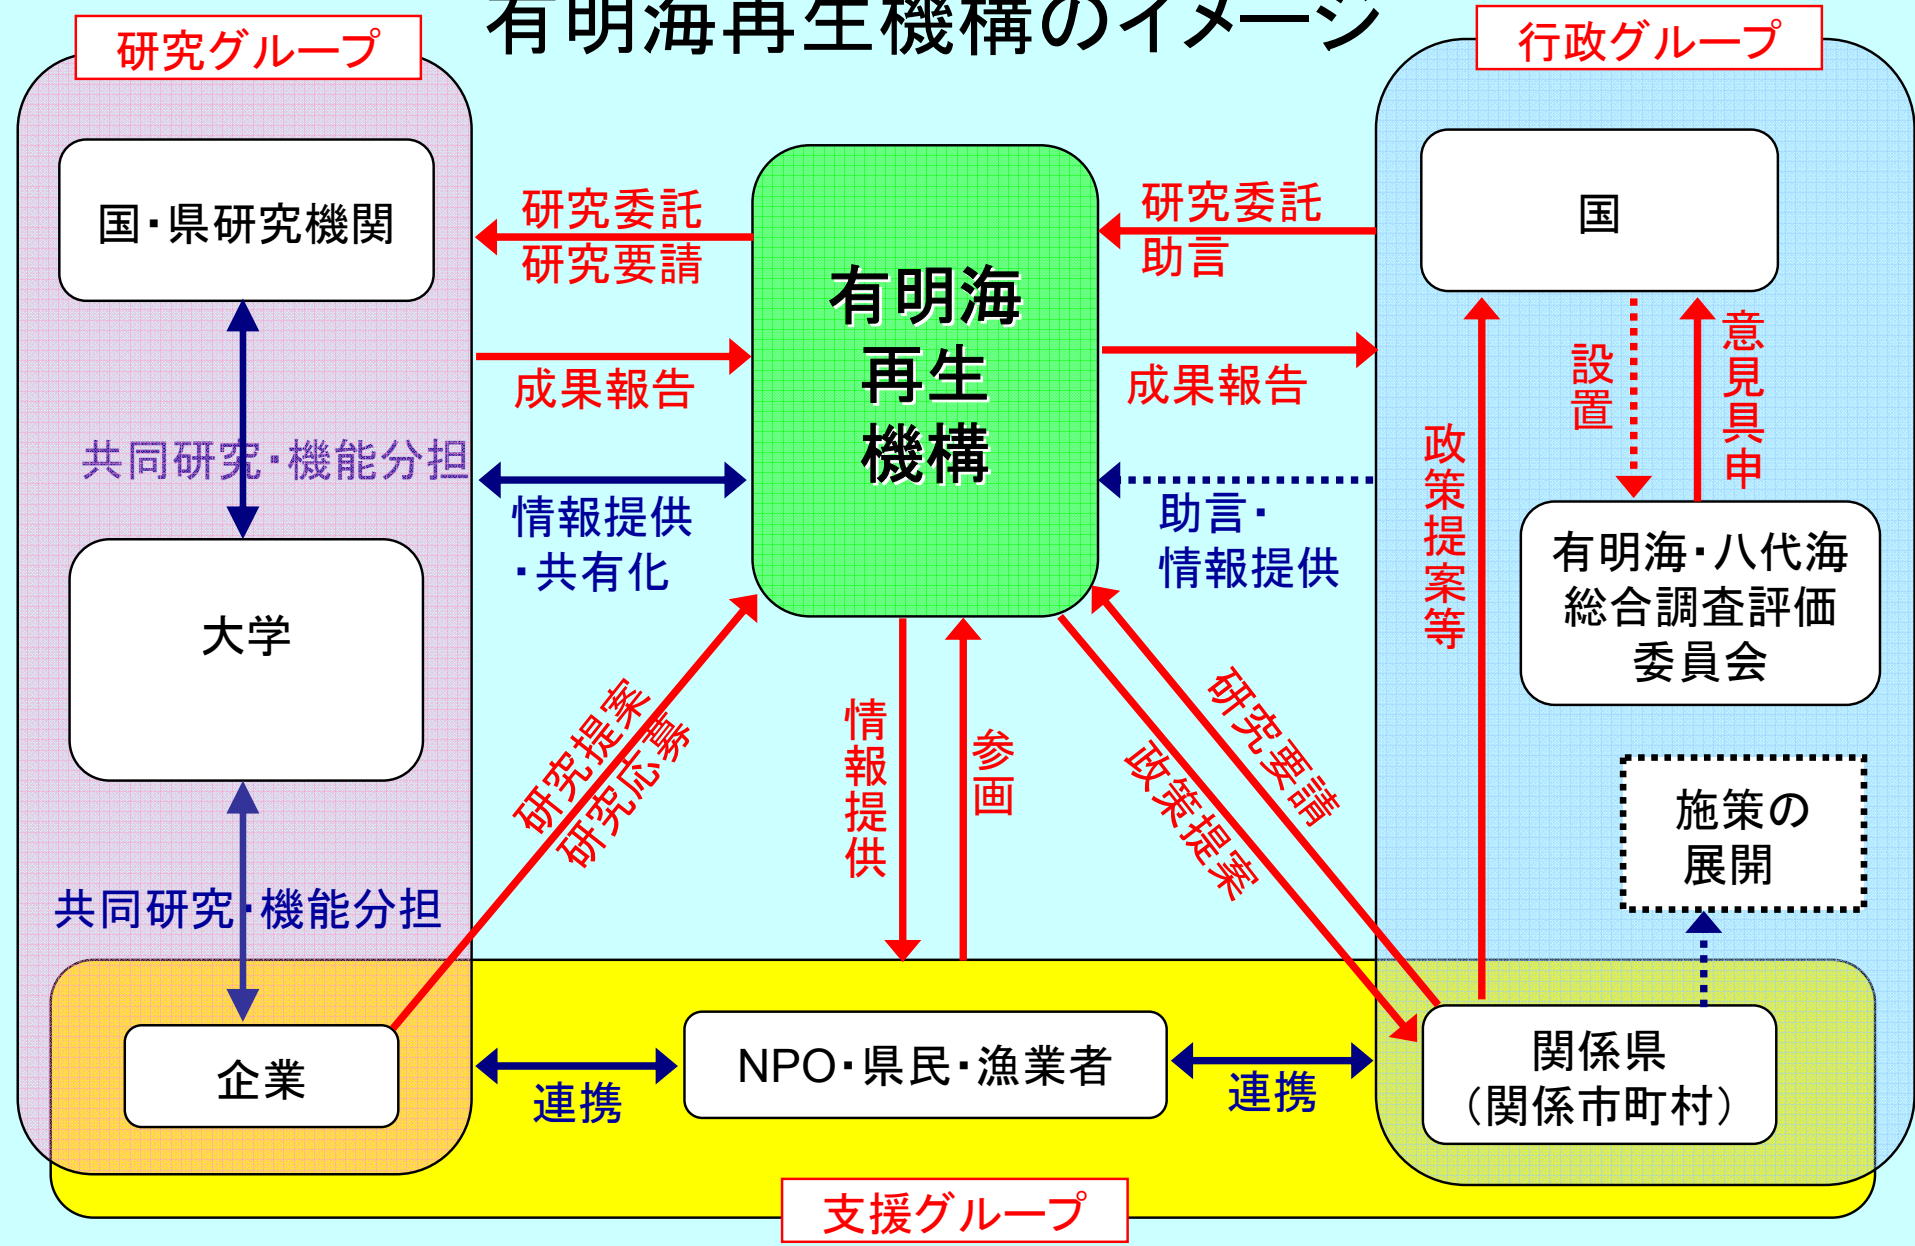 有明海再生機構のイメージ
研究グループ
行政グループ
国・県研究機関
共同研究・機能分担
大学
共同研究・機能分担
企業
研究委託
研究要請
成果報告
情報提供
・共有化
研究提案
研究応募
有明海
再生
機構
情報提供
参画
研究委託
助言
成果報告
助言・
情報提供
研究要請
政策提案
国
設置
意見具申
政策提案等
有明海・八代海
総合調査評価
委員会
施策の
展開
関係県
（関係市町村）
連携
NPO・県民・漁業者
連携
支援グループ